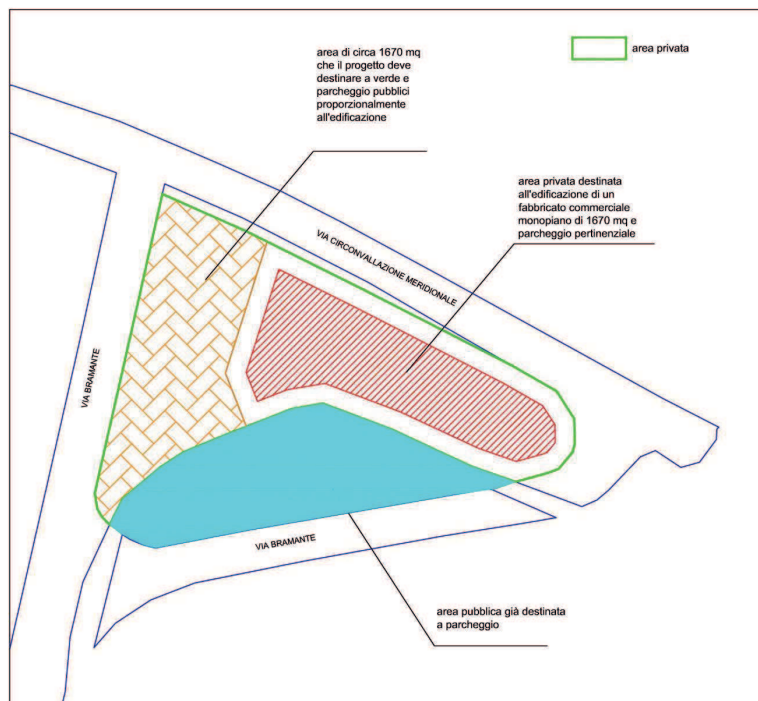 area di circa 1670 mq
che il progetto deve
destinare a verde e
parcheggio pubblici
proporzionalmente
all'edificazione
area privata
area privata destinata
all'edificazione di un
fabbricato commerciale
monopiano di 1670 mq e
parcheggio pertinenziale
VIA CIRCONVALLAZIONE MERIDIONALE
VIA BRAMANTE
VIA BRAMANTE
area pubblica già destinata
a parcheggio